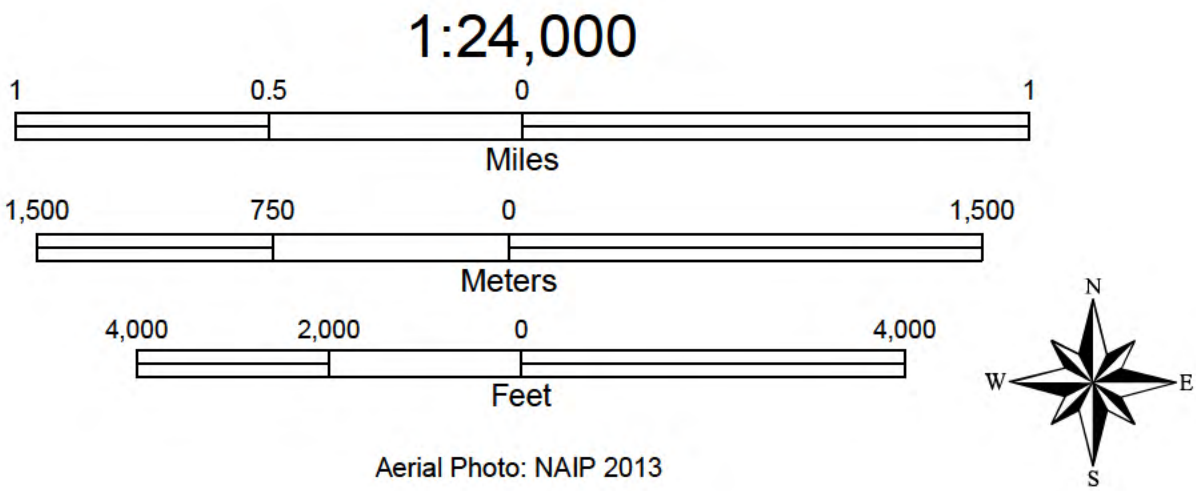 1:24,000
1 0.5 0 1
Miles
1,500 750 0 1,500
Meters
4,000 2,000 0 4,000
Feet
N
W E
S
Aerial Photo: NAIP 2013